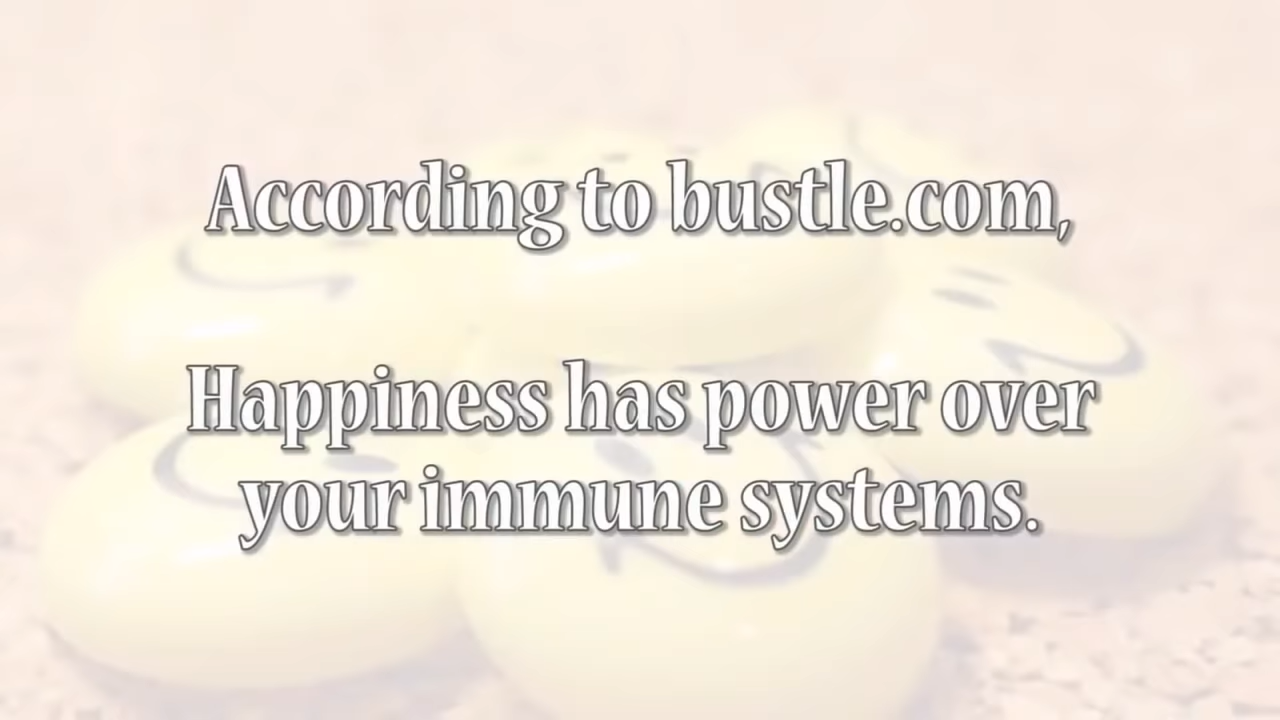 According to bustle.com,
Happiness has power over
your immune systems.